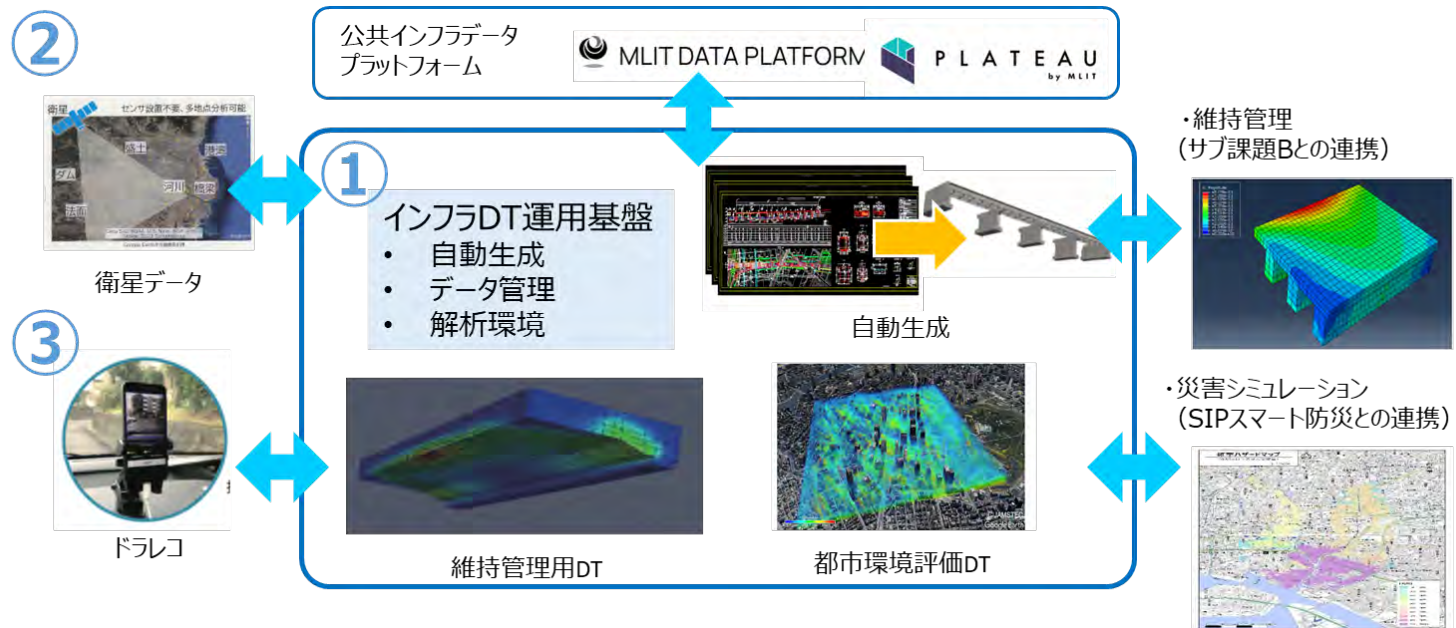 公共インフラデータ
プラットフォーム
MLIT DATA PLATFORM
PLATEAU
by MLIT
②
衛星
センサ設置不要、多地点分析可能
盛土
港湾
ダム
河川
橋梁
法面
衛星データ
①
インフラDT運用基盤
• 自動生成
• データ管理
• 解析環境
自動生成
・維持管理
(サブ課題Bとの連携)
③
ドラレコ
維持管理用DT
©JAMSTEC
Google Earth
都市環境評価DT
・災害シミュレーション
(SIPスマート防災との連携)